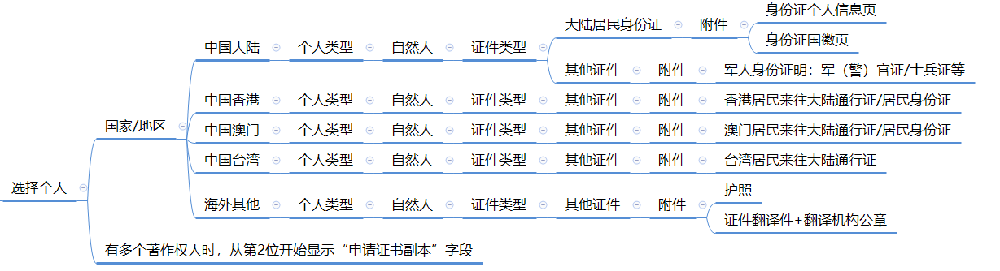 选择个人
国家/地区
中国大陆 个人类型 自然人 证件类型
大陆居民身份证 附件
身份证个人信息页
身份证国徽页
其他证件 附件 军人身份证明：军（警）官证/士兵证等
中国香港 个人类型 自然人 证件类型 其他证件 附件 香港居民来往大陆通行证/居民身份证
中国澳门 个人类型 自然人 证件类型 其他证件 附件 澳门居民来往大陆通行证/居民身份证
中国台湾 个人类型 自然人 证件类型 其他证件 附件 台湾居民来往大陆通行证
海外其他 个人类型 自然人 证件类型 其他证件 附件
护照
证件翻译件+翻译机构公章
有多个著作权人时，从第2位开始显示“申请证书副本”字段